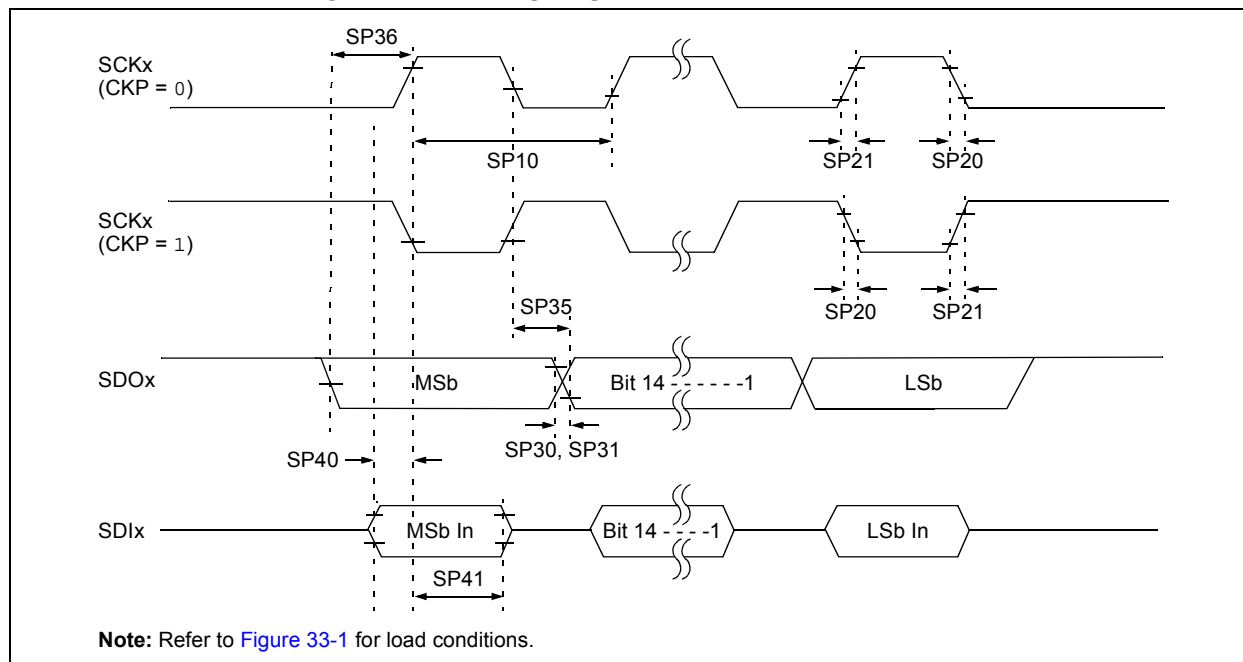 SP36
SCKx
(CKP = 0)
SP10
SP21
SP20
SCKx
(CKP = 1)
SP35
SP20
SP21
SDOx
MSb
Bit 14 - - - - - -1
LSb
SP30, SP31
SP40
SDIx
MSb In
Bit 14 - - - -1
LSb In
SP41
Note: Refer to Figure 33-1 for load conditions.